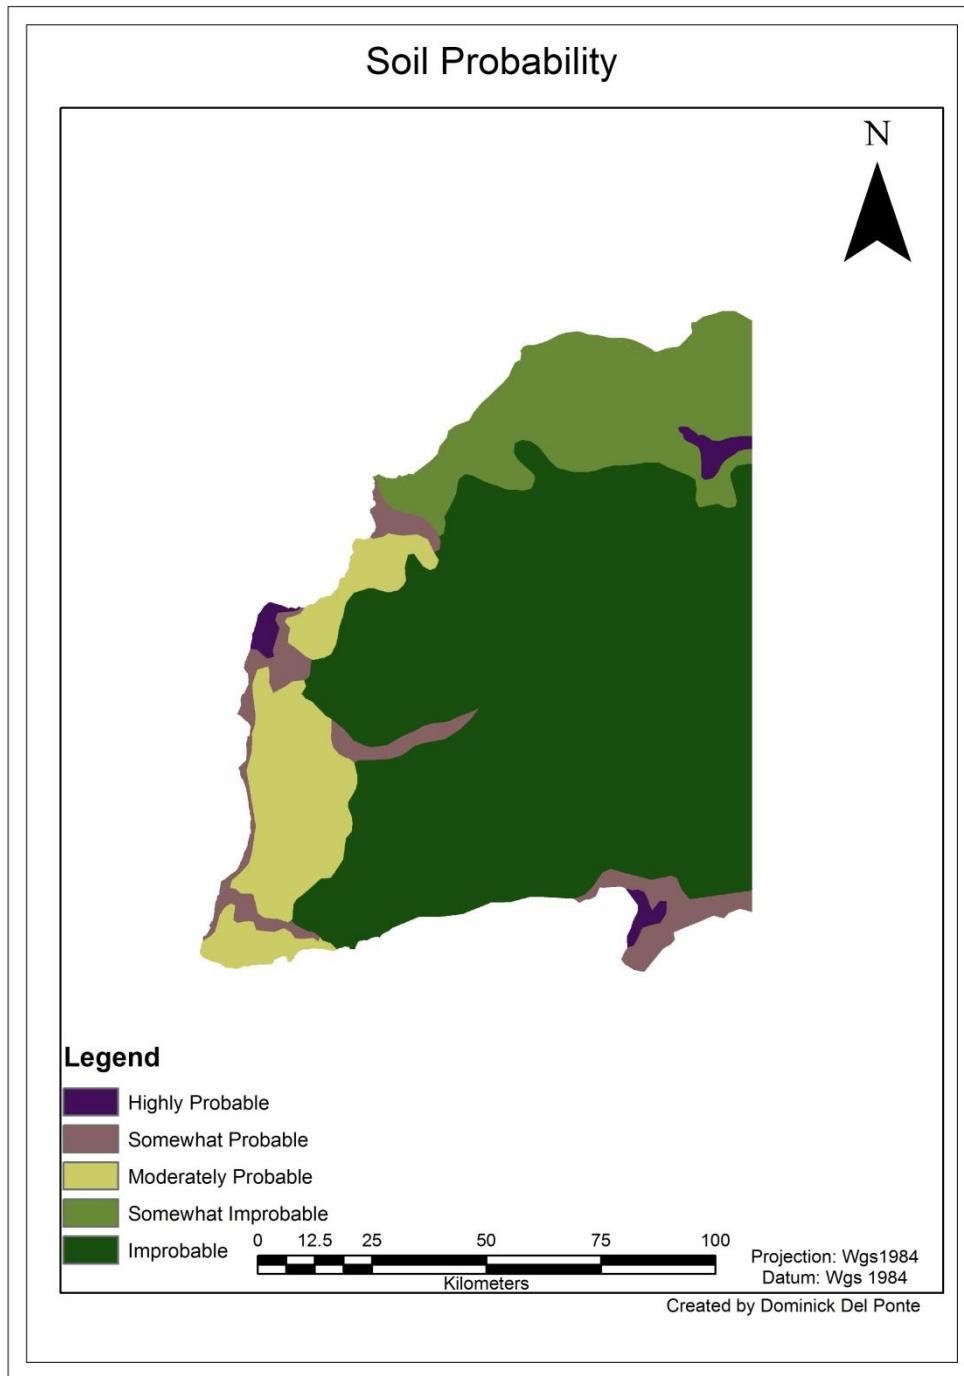 Soil Probability
N
Legend
Highly Probable
Somewhat Probable
Moderately Probable
Somewhat Improbable
Improbable
0 12.5 25 50 75 100
Kilometers
Projection: Wgs1984
Datum: Wgs 1984
Created by Dominick Del Ponte